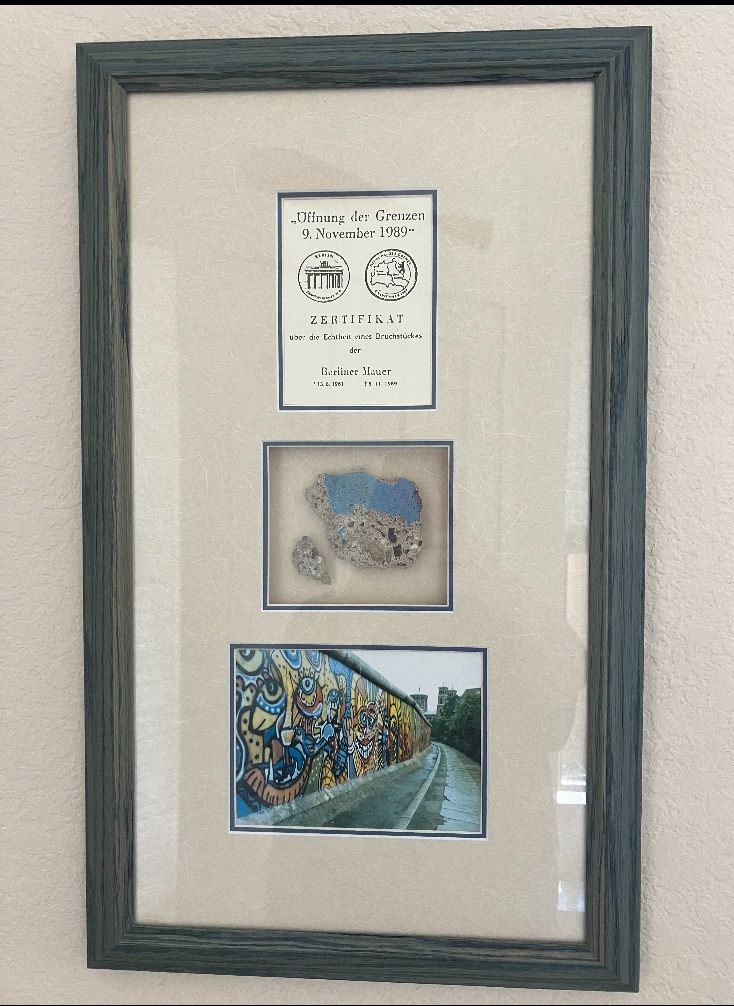 „Öffnung der Grenzen
9. November 1989“
BERLIN
ZERTIFIKAT
über die Echtheit eines Bruchstückes
der
Berliner Mauer
* 13. 8. 1961 † 9. 11. 1989